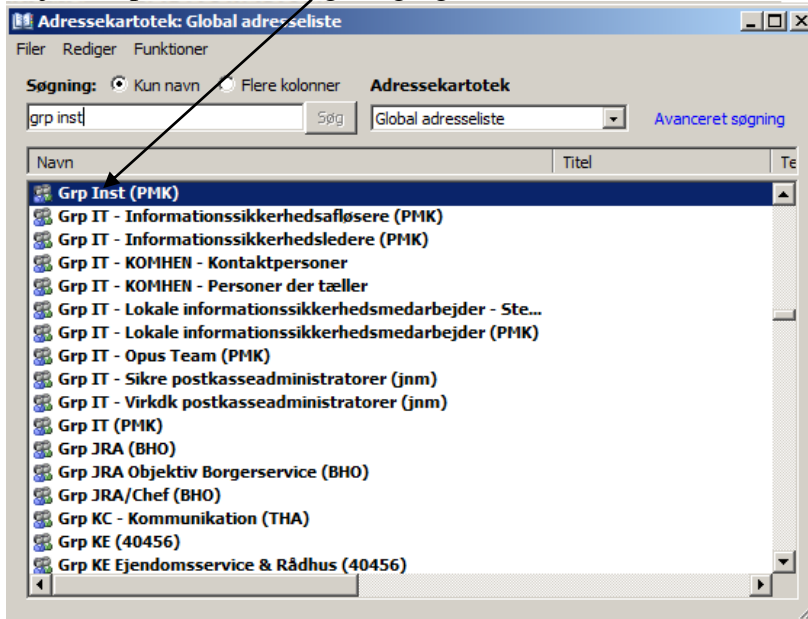 Adressekartotek: Global adresseliste
Filer Rediger Funktioner
Søgning: Kun navn Flere kolonner Adressekartotek
grp inst Søg Global adresseliste Avanceret søgning
Navn Titel Te
Grp Inst (PMK)
Grp IT - Informationssikkerhedsafløsere (PMK)
Grp IT - Informationssikkerhedsledere (PMK)
Grp IT - KOMHEN - Kontaktpersoner
Grp IT - KOMHEN - Personer der tæller
Grp IT - Lokale informationssikkerhedsmedarbejder - Ste...
Grp IT - Lokale informationssikkerhedsmedarbejder (PMK)
Grp IT - Opus Team (PMK)
Grp IT - Sikre postkasseadministratorer (jnm)
Grp IT - Virkdk postkasseadministratorer (jnm)
Grp IT (PMK)
Grp JRA (BHO)
Grp JRA Objektiv Borgerservice (BHO)
Grp JRA/Chef (BHO)
Grp KC - Kommunikation (THA)
Grp KE (40456)
Grp KE Ejendomsservice & Rådhus (40456)